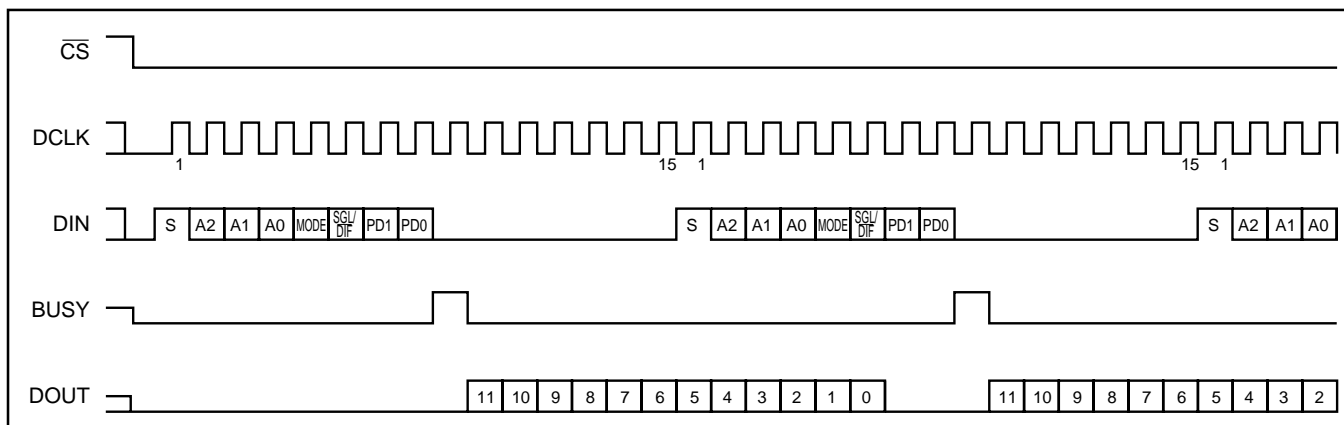 CS
DCLK
1 15 1 15 1
DIN
S A2 A1 A0 MODE SGL/DIF PD1 PD0 S A2 A1 A0 MODE SGL/DIF PD1 PD0 S A2 A1 A0
BUSY
DOUT
11 10 9 8 7 6 5 4 3 2 1 0 11 10 9 8 7 6 5 4 3 2